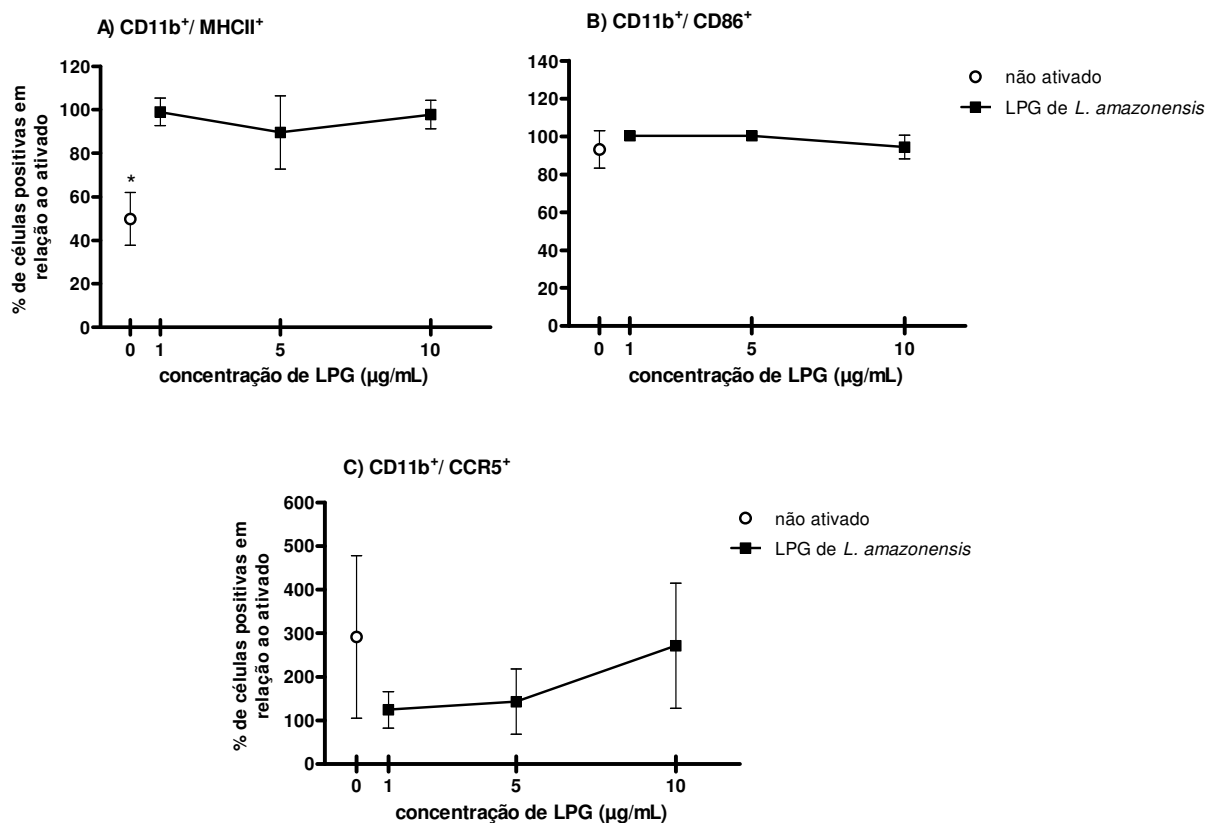 A) CD11b⁺/ MHCII⁺
% de células positivas em
relação ao ativado
120
100
80
60
40
20
0
*
0 1 5 10
concentração de LPG (µg/mL)
B) CD11b⁺/ CD86⁺
140
120
100
80
60
40
20
0
0 1 5 10
concentração de LPG (µg/mL)
não ativado
LPG de L. amazonensis
C) CD11b⁺/ CCR5⁺
% de células positivas em
relação ao ativado
600
500
400
300
200
100
0
0 1 5 10
concentração de LPG (µg/mL)
não ativado
LPG de L. amazonensis